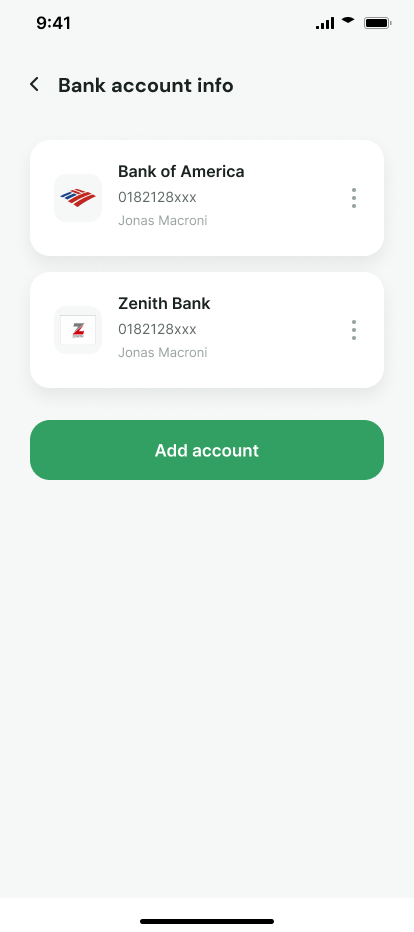 9:41
Bank account info
Bank of America
0182128xxx
Jonas Macroni
Zenith Bank
0182128xxx
Jonas Macroni
Add account